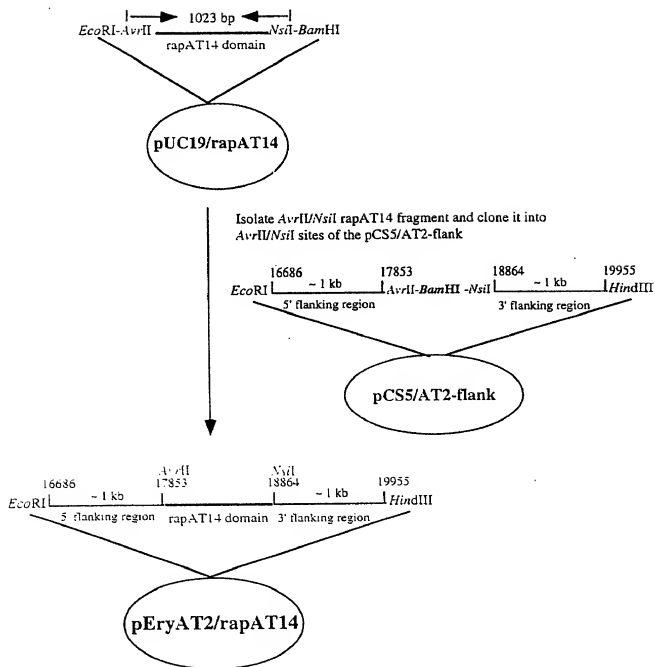 1023 bp
EcoRI-AvrII NsiI-BamHI
rapAT14 domain
pUC19/rapAT14
Isolate AvrII/NsiI rapAT14 fragment and clone it into
AvrII/NsiI sites of the pCS5/AT2-flank
16686 ~ 1 kb 17853 18864 ~ 1 kb 19955
EcoRI AvrII-BamHI -NsiI HindIII
5' flanking region 3' flanking region
pCS5/AT2-flank
AvrII NsiI
16686 ~ 1 kb 17853 18864 ~ 1 kb 19955
EcoRI HindIII
5' flanking region rapAT14 domain 3' flanking region
pEryAT2/rapAT14